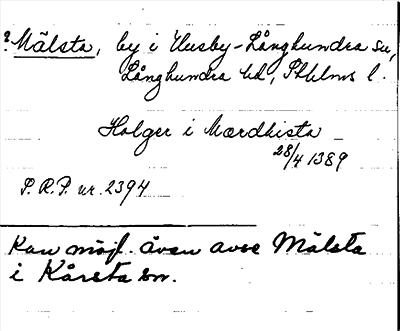 ? Mälsta, by i Husby-Långhundra sn,
Långhundra hd, Sthlms l.
Holger i Mærdhista
28/4 1389
P.R.P. nr. 2394
Kan möjl. även avse Mälsta
i Kårsta sn.